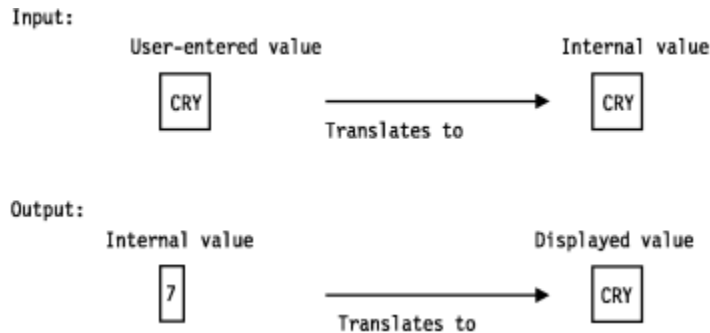 Input:
User-entered value Internal value
CRY CRY
Translates to
Output:
Internal value Displayed value
7 CRY
Translates to